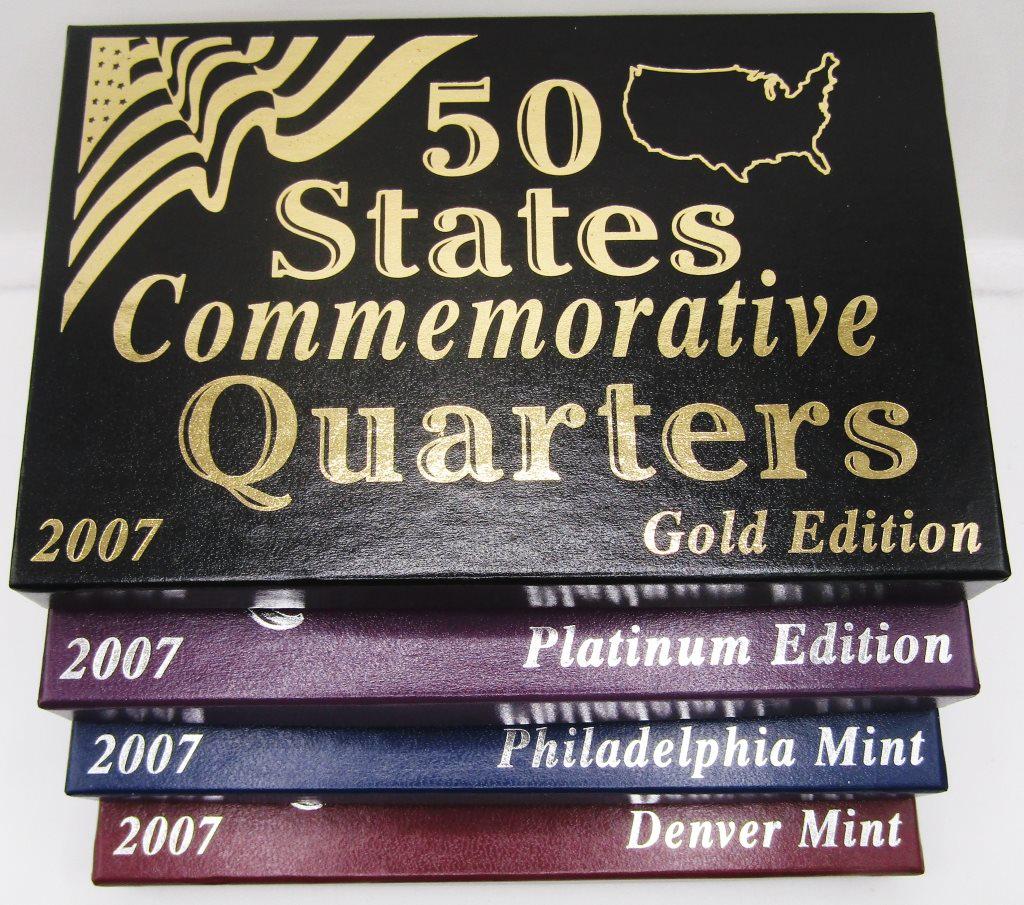 50
States
Commemorative
Quarters
2007 Gold Edition
2007 Platinum Edition
2007 Philadelphia Mint
2007 Denver Mint